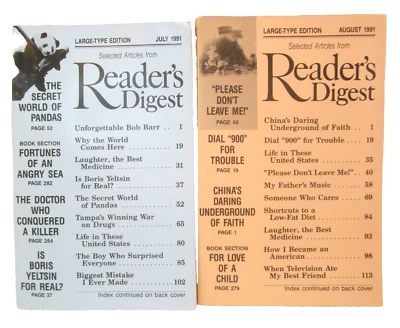 LARGE-TYPE EDITION JULY 1991
Selected Articles from
Reader's
Digest
THE
SECRET
WORLD OF
PANDAS
PAGE 52
BOOK SECTION
FORTUNES
OF AN
ANGRY SEA
PAGE 282
THE DOCTOR
WHO
CONQUERED
A KILLER
PAGE 264
IS
BORIS
YELTSIN
FOR REAL?
PAGE 37
Unforgettable Bob Barr . . 1
Why the World
Comes Here . . 19
Laughter, the Best
Medicine . . 31
Is Boris Yeltsin
for Real? . . 37
The Secret World
of Pandas . . 52
Tampa's Winning War
on Drugs . . 65
Life in These
United States . . 80
The Boy Who Surprised
Everyone . . 85
Biggest Mistake
I Ever Made . . 102
Index continued on back cover
LARGE-TYPE EDITION AUGUST 1991
Selected Articles from
Reader's
Digest
"PLEASE
DON'T
LEAVE ME!"
PAGE 40
DIAL "900"
FOR
TROUBLE
PAGE 19
CHINA'S
DARING
UNDERGROUND
OF FAITH
PAGE 1
BOOK SECTION
FOR LOVE
OF A
CHILD
PAGE 279
China's Daring
Underground of Faith . . 1
Dial "900" for Trouble . . 19
Life in These
United States . . 35
"Please Don't Leave Me!" . . 40
My Father's Music . . 58
Someone Who Cares . . 69
Shortcuts to a
Low-Fat Diet . . 84
Laughter, the Best
Medicine . . 93
How I Became an
American . . 98
When Television Ate
My Best Friend . . 113
Index continued on back cover